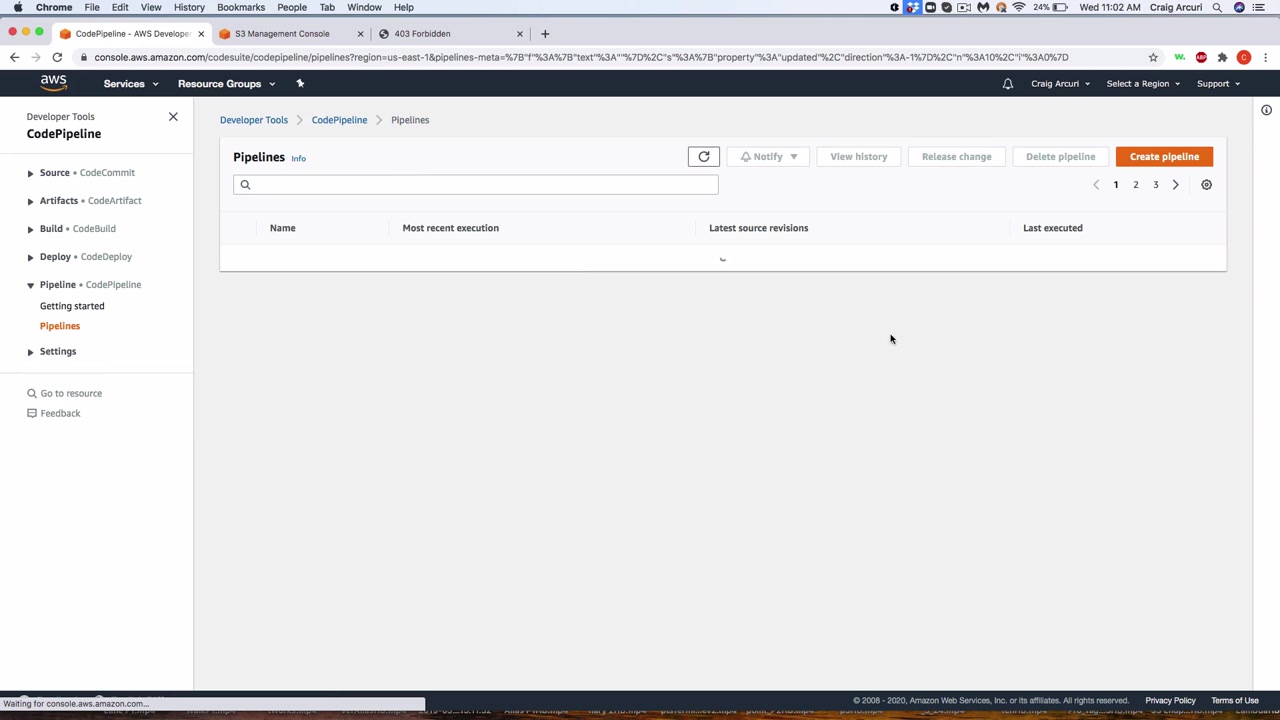 Chrome File Edit View History Bookmarks People Tab Window Help 24% Wed 11:02 AM Craig Arcuri
CodePipeline - AWS Develope S3 Management Console 403 Forbidden
console.aws.amazon.com/codesuite/codepipeline/pipelines?region=us-east-1&pipelines-meta=%7B"f"%3A%7B"text"%3A""%7D%2C"s"%3A%7B"property"%3A"updated"%2C"direction"%3A-1%7D%2C"n"%3A10%2C"i"%3A0%7D
aws Services Resource Groups Craig Arcuri Select a Region Support
Developer Tools
CodePipeline
Source • CodeCommit
Artifacts • CodeArtifact
Build • CodeBuild
Deploy • CodeDeploy
Pipeline • CodePipeline
Getting started
Pipelines
Settings
Go to resource
Feedback
Developer Tools CodePipeline Pipelines
Pipelines Info Notify View history Release change Delete pipeline Create pipeline
1 2 3
Name Most recent execution Latest source revisions Last executed
Waiting for console.aws.amazon.com...
© 2008 - 2020, Amazon Web Services, Inc. or its affiliates. All rights reserved. Privacy Policy Terms of Use